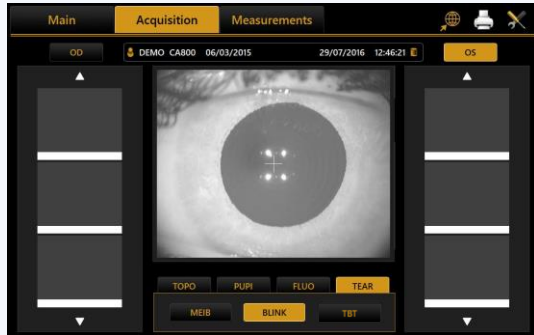 Main Acquisition Measurements
OD DEMO CA800 06/03/2015 29/07/2016 12:46:21 OS
TOPO PUPI FLUO TEAR
MEIB BLINK TBT